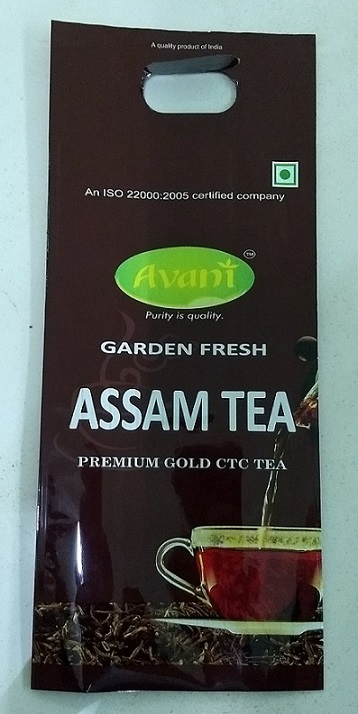 A quality product of India
An ISO 22000:2005 certified company
Avani
TM
Purity is quality.
GARDEN FRESH
ASSAM TEA
PREMIUM GOLD CTC TEA